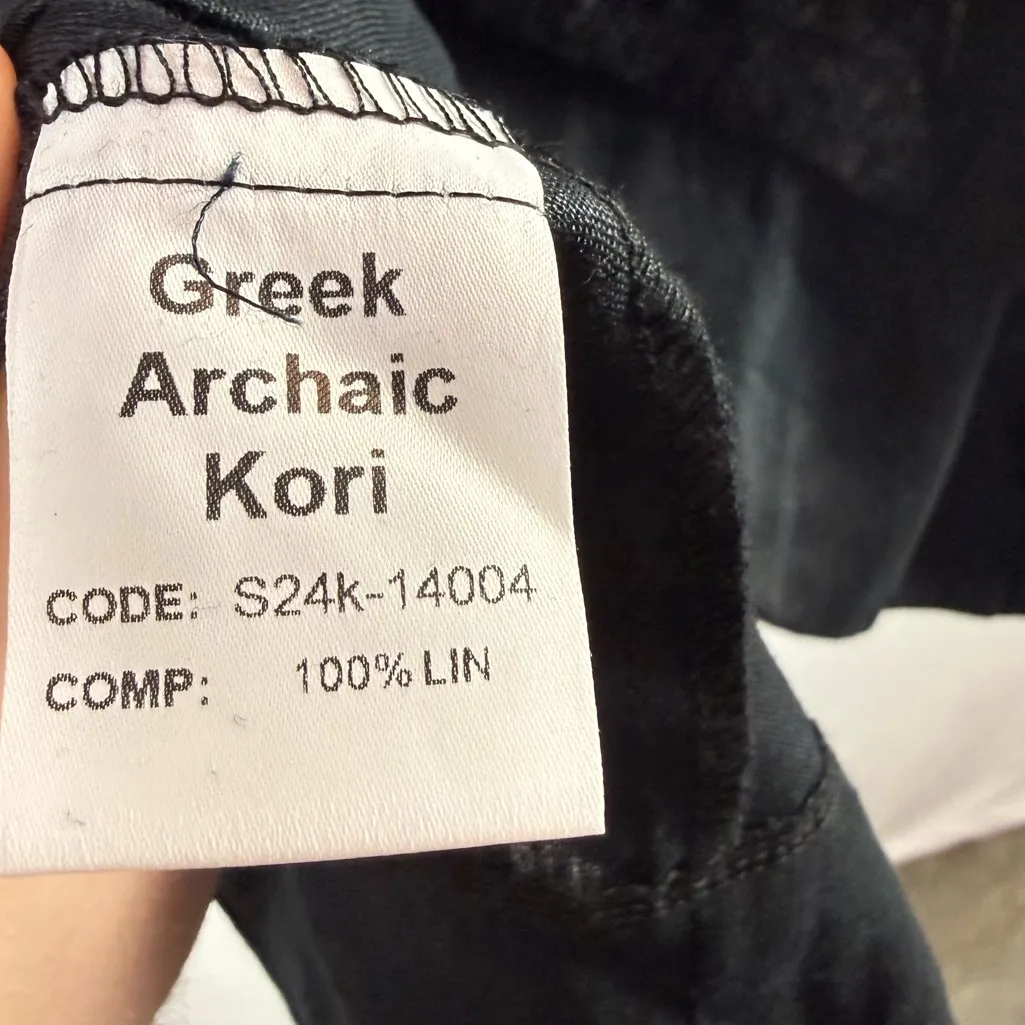 Greek
Archaic
Kori
CODE: S24k-14004
COMP: 100% LIN